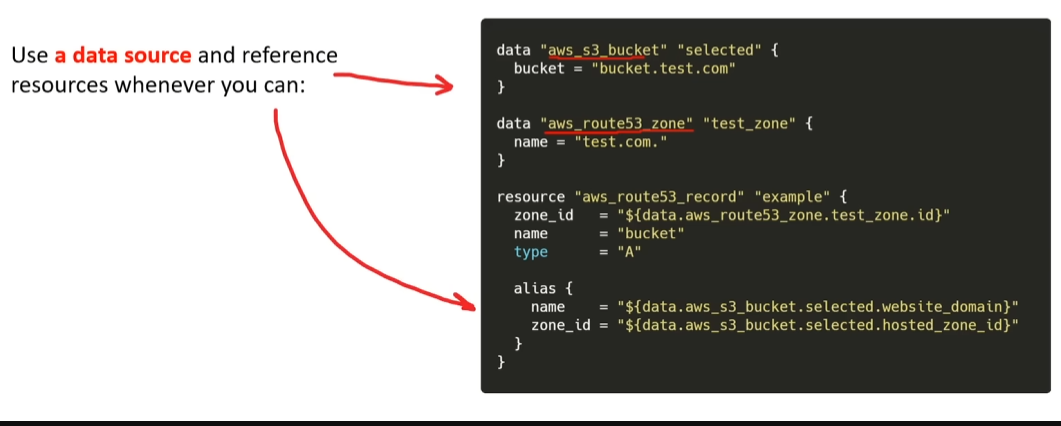 Use a data source and reference
resources whenever you can:
data "aws_s3_bucket" "selected" {
  bucket = "bucket.test.com"
}
data "aws_route53_zone" "test_zone" {
  name = "test.com."
}
resource "aws_route53_record" "example" {
  zone_id   = "${data.aws_route53_zone.test_zone.id}"
  name      = "bucket"
  type      = "A"
  alias {
    name    = "${data.aws_s3_bucket.selected.website_domain}"
    zone_id = "${data.aws_s3_bucket.selected.hosted_zone_id}"
  }
}